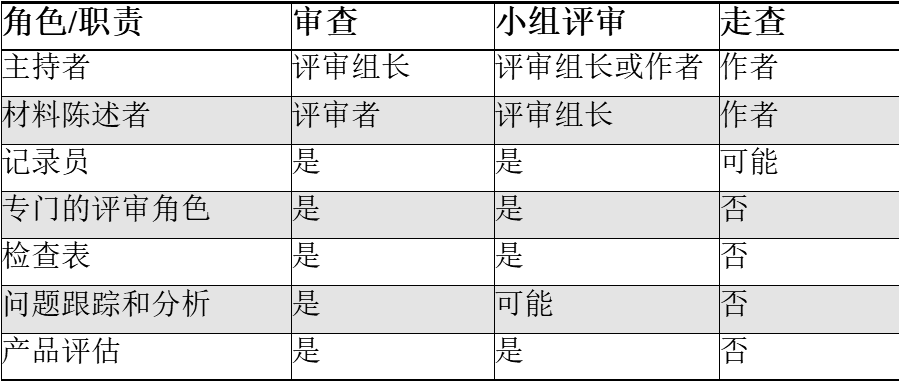 角色/职责 审查 小组评审 走查
主持者 评审组长 评审组长或作者 作者
材料陈述者 评审者 评审组长 作者
记录员 是 是 可能
专门的评审角色 是 是 否
检查表 是 是 否
问题跟踪和分析 是 可能 否
产品评估 是 是 否